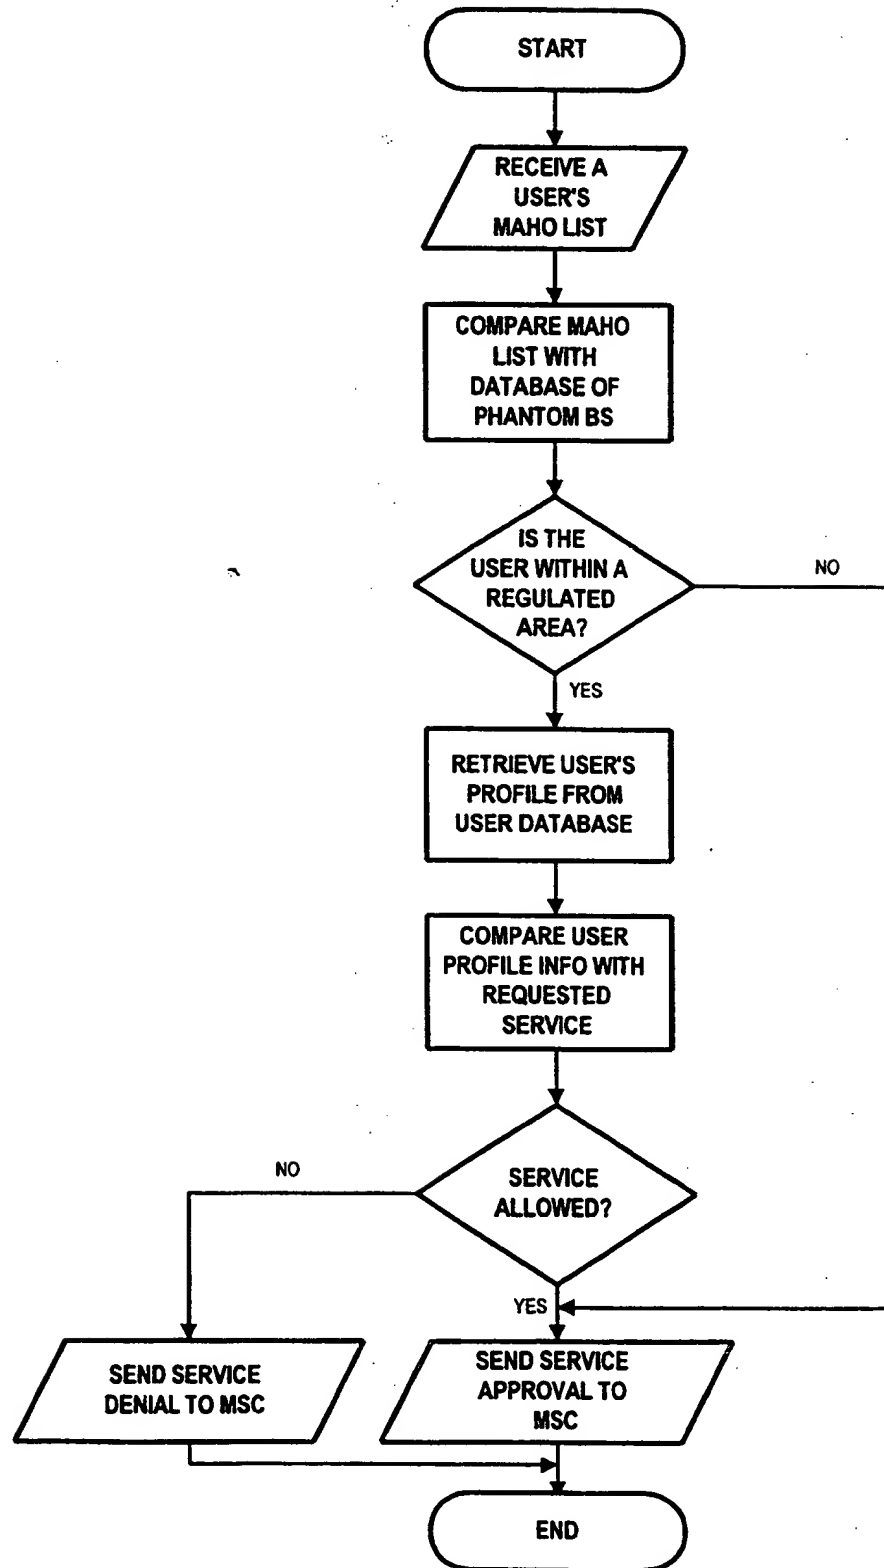 START
RECEIVE A
USER'S
MAHO LIST
COMPARE MAHO
LIST WITH
DATABASE OF
PHANTOM BS
IS THE
USER WITHIN A
REGULATED
AREA?
NO
YES
RETRIEVE USER'S
PROFILE FROM
USER DATABASE
COMPARE USER
PROFILE INFO WITH
REQUESTED
SERVICE
SERVICE
ALLOWED?
NO
YES
SEND SERVICE
DENIAL TO MSC
SEND SERVICE
APPROVAL TO
MSC
END